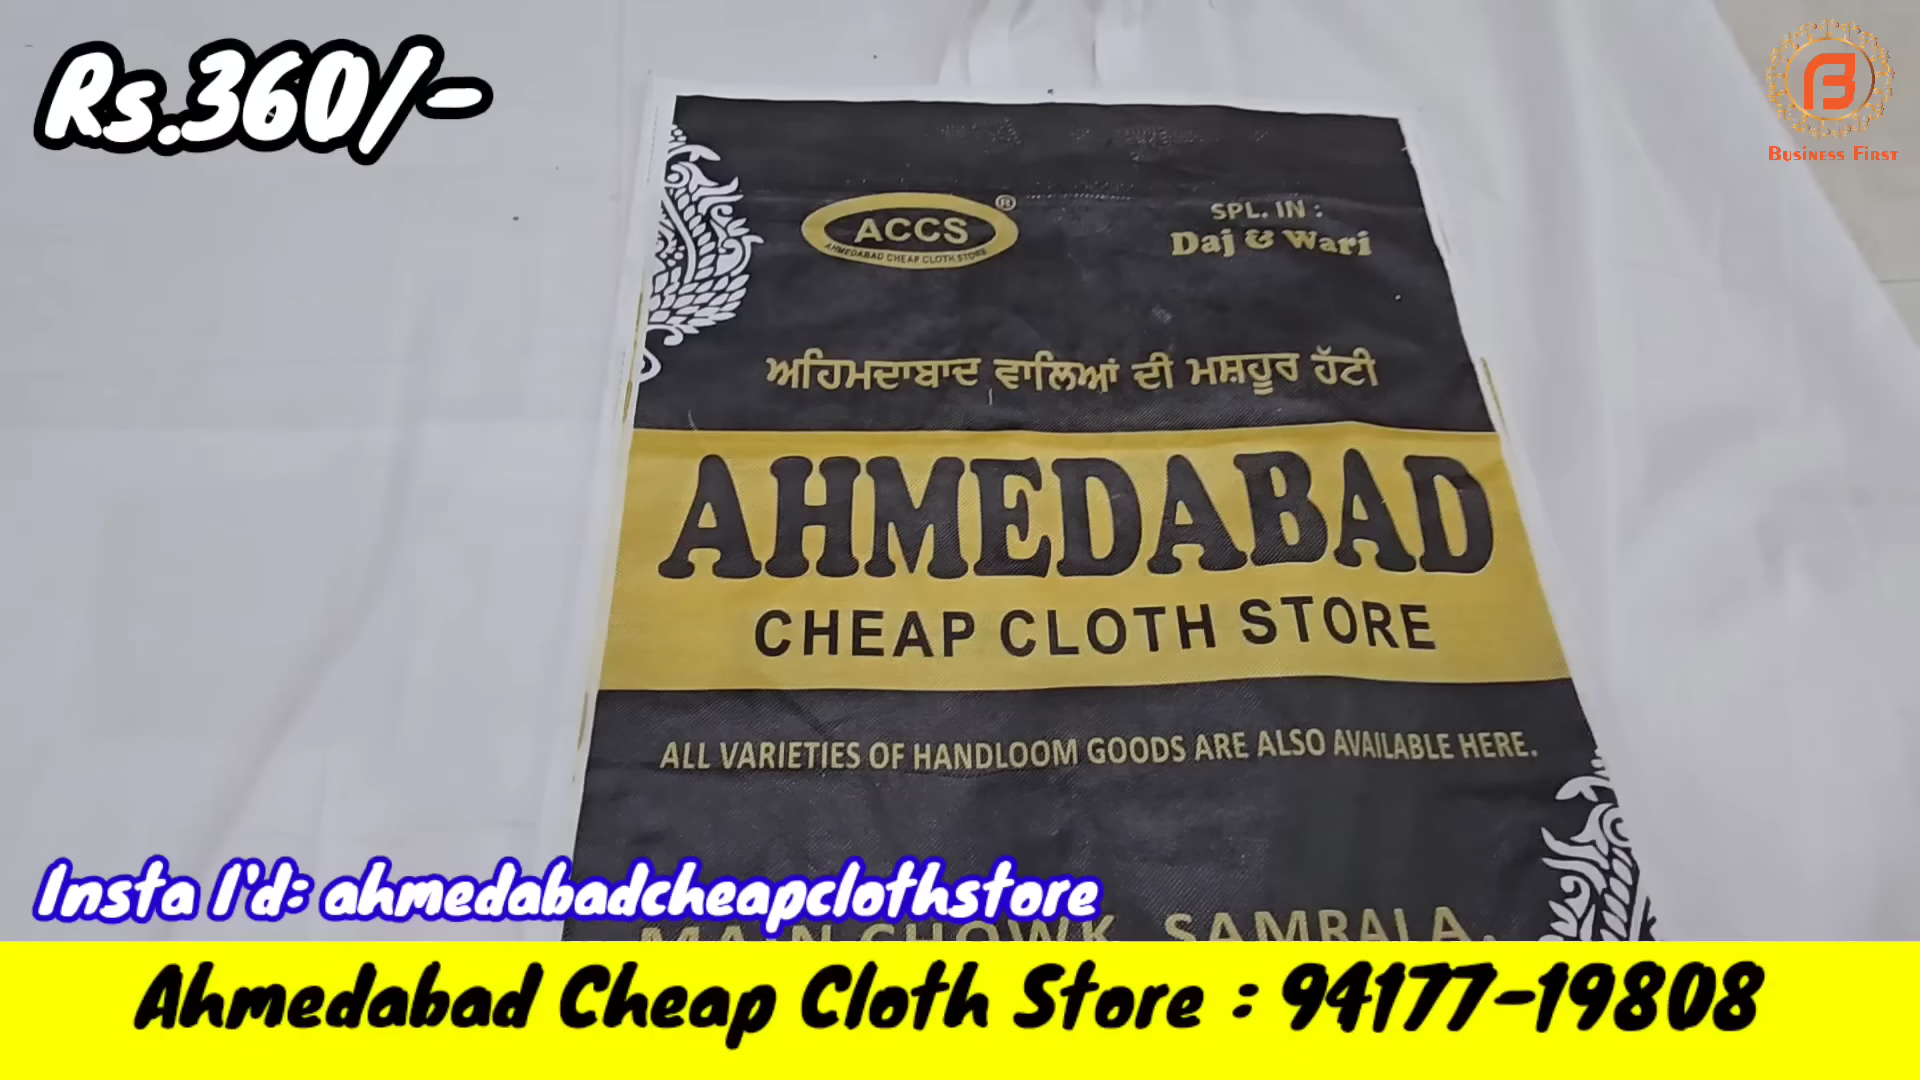 Rs.360/-
BUSINESS FIRST
ACCS
®
AHMEDABAD CHEAP CLOTH STORE
SPL. IN :
Daj & Wari
ਅਹਿਮਦਾਬਾਦ ਵਾਲਿਆਂ ਦੀ ਮਸ਼ਹੂਰ ਹੱਟੀ
AHMEDABAD
CHEAP CLOTH STORE
ALL VARIETIES OF HANDLOOM GOODS ARE ALSO AVAILABLE HERE.
Insta I'd: ahmedabadcheapclothstore
MAIN CHOWK, SAMRALA.
Ahmedabad Cheap Cloth Store : 94177-19808